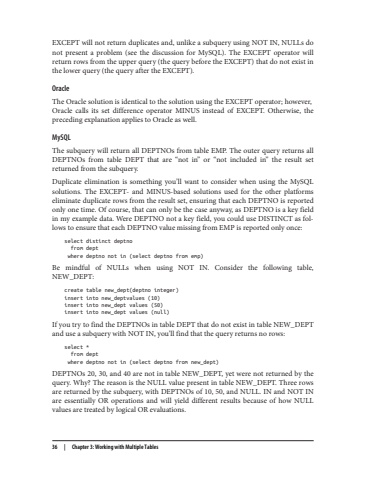 EXCEPT will not return duplicates and, unlike a subquery using NOT IN, NULLs do
not present a problem (see the discussion for MySQL). The EXCEPT operator will
return rows from the upper query (the query before the EXCEPT) that do not exist in
the lower query (the query after the EXCEPT).
Oracle
The Oracle solution is identical to the solution using the EXCEPT operator; however,
Oracle calls its set difference operator MINUS instead of EXCEPT. Otherwise, the
preceding explanation applies to Oracle as well.
MySQL
The subquery will return all DEPTNOs from table EMP. The outer query returns all
DEPTNOs from table DEPT that are “not in” or “not included in” the result set
returned from the subquery.
Duplicate elimination is something you’ll want to consider when using the MySQL
solutions. The EXCEPT- and MINUS-based solutions used for the other platforms
eliminate duplicate rows from the result set, ensuring that each DEPTNO is reported
only one time. Of course, that can only be the case anyway, as DEPTNO is a key field
in my example data. Were DEPTNO not a key field, you could use DISTINCT as fol-
lows to ensure that each DEPTNO value missing from EMP is reported only once:
select distinct deptno
from dept
where deptno not in (select deptno from emp)
Be mindful of NULLs when using NOT IN. Consider the following table,
NEW_DEPT:
create table new_dept(deptno integer)
insert into new_deptvalues (10)
insert into new_dept values (50)
insert into new_dept values (null)
If you try to find the DEPTNOs in table DEPT that do not exist in table NEW_DEPT
and use a subquery with NOT IN, you’ll find that the query returns no rows:
select *
from dept
where deptno not in (select deptno from new_dept)
DEPTNOs 20, 30, and 40 are not in table NEW_DEPT, yet were not returned by the
query. Why? The reason is the NULL value present in table NEW_DEPT. Three rows
are returned by the subquery, with DEPTNOs of 10, 50, and NULL. IN and NOT IN
are essentially OR operations and will yield different results because of how NULL
values are treated by logical OR evaluations.
36 | Chapter 3: Working with Multiple Tables